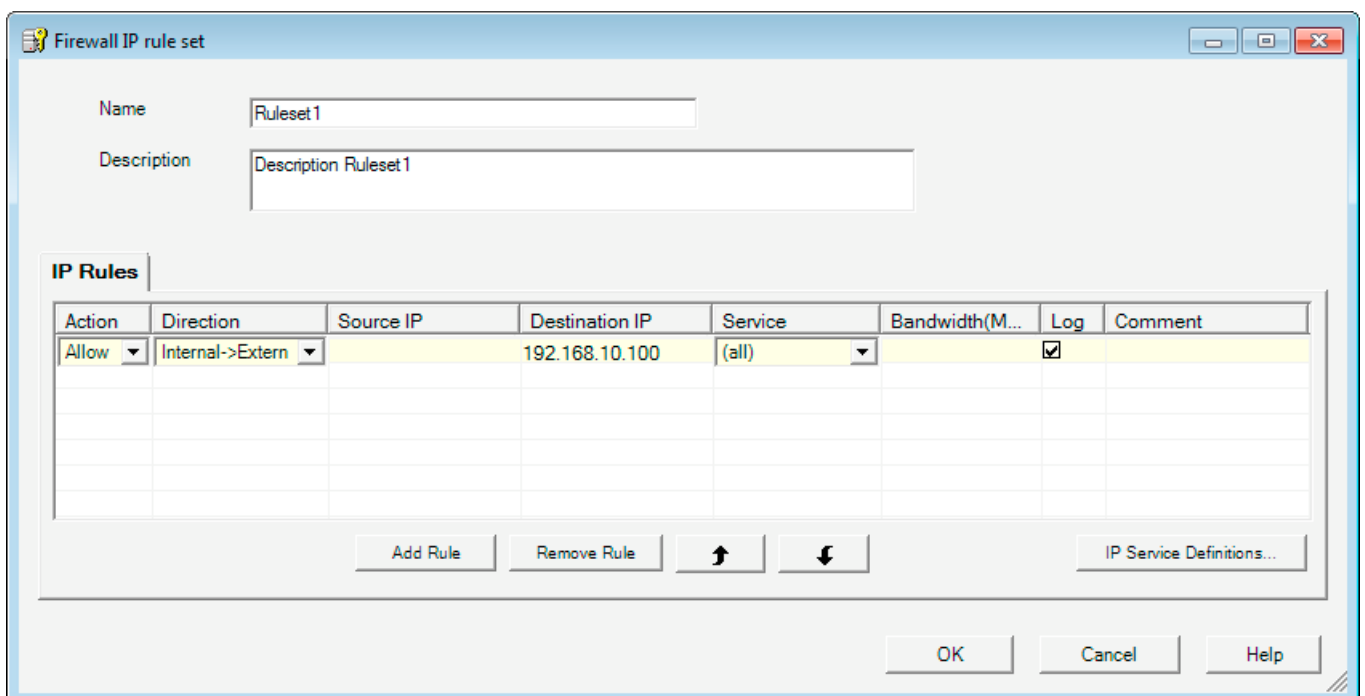 Firewall IP rule set
Name
Ruleset1
Description
Description Ruleset1
IP Rules
Action Direction Source IP Destination IP Service Bandwidth(M... Log Comment
Allow Internal->Extern 192.168.10.100 (all)
Add Rule Remove Rule IP Service Definitions...
OK Cancel Help